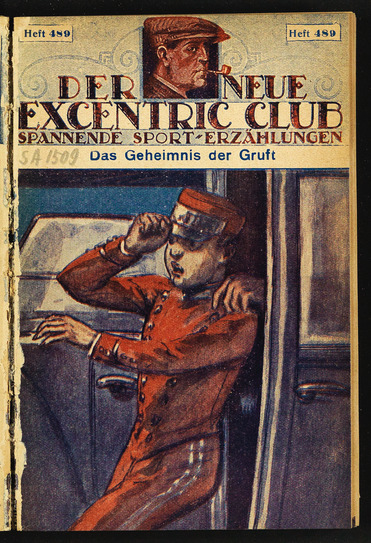 Heft 489
Heft 489
DER NEUE
EXCENTRIC CLUB
SPANNENDE SPORT-ERZÄHLUNGEN
SA 1509
Das Geheimnis der Gruft